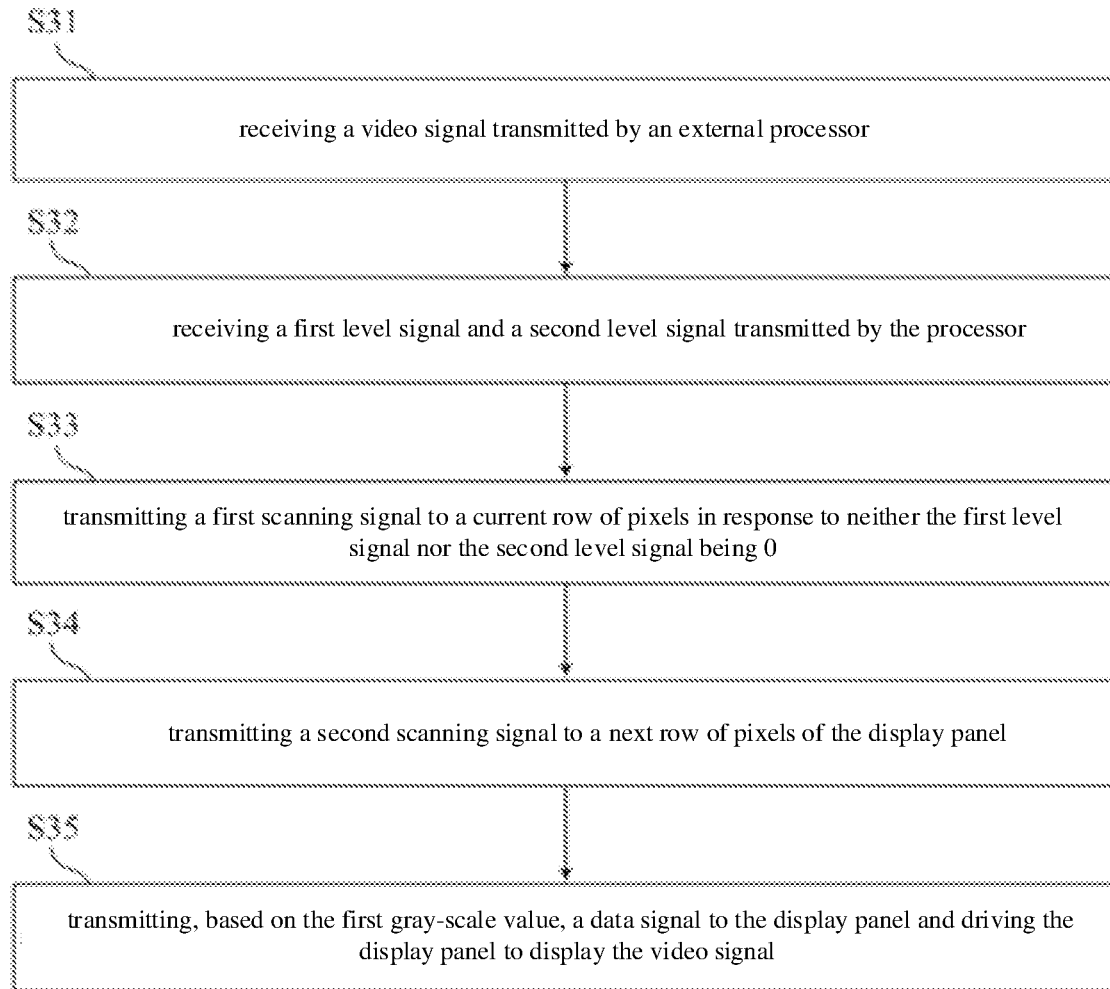 S31
receiving a video signal transmitted by an external processor
S32
receiving a first level signal and a second level signal transmitted by the processor
S33
transmitting a first scanning signal to a current row of pixels in response to neither the first level
signal nor the second level signal being 0
S34
transmitting a second scanning signal to a next row of pixels of the display panel
S35
transmitting, based on the first gray-scale value, a data signal to the display panel and driving the
display panel to display the video signal